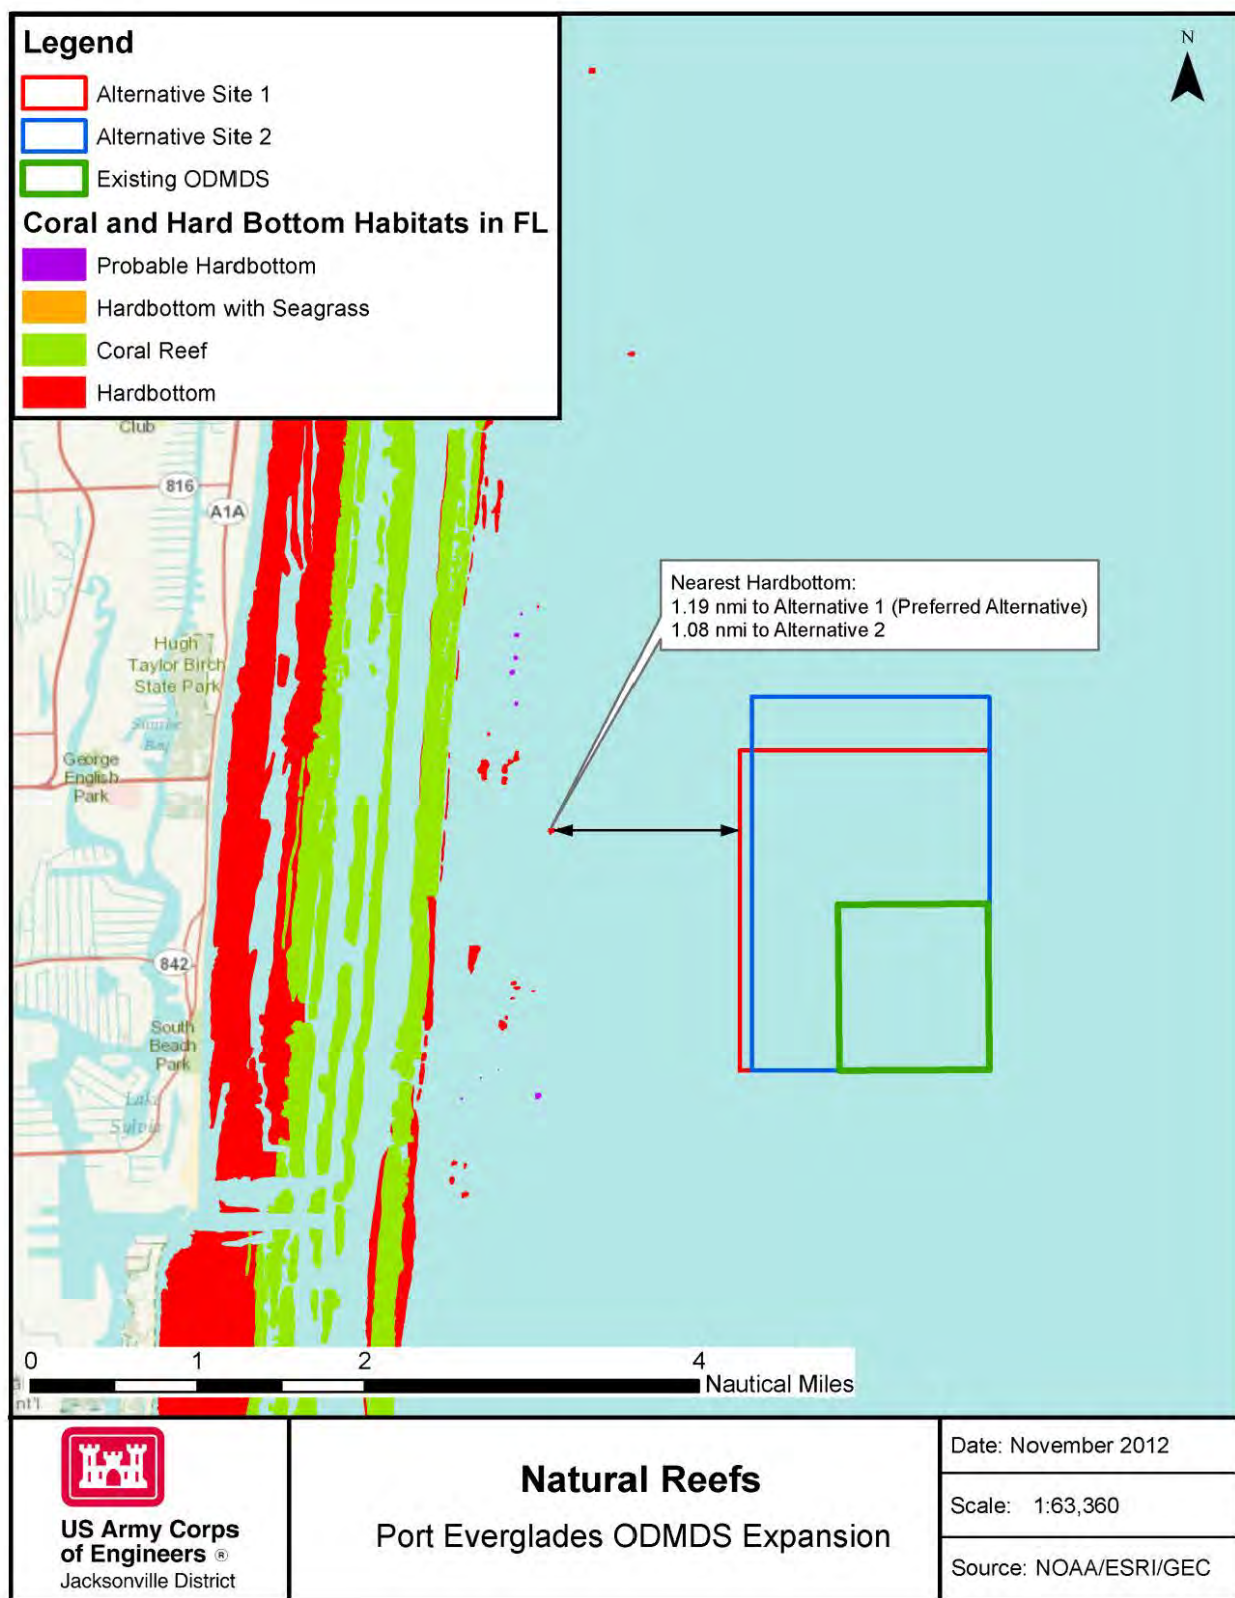 Legend
Alternative Site 1
Alternative Site 2
Existing ODMDS
Coral and Hard Bottom Habitats in FL
Probable Hardbottom
Hardbottom with Seagrass
Coral Reef
Hardbottom
N
Club
816
A1A
Nearest Hardbottom:
1.19 nmi to Alternative 1 (Preferred Alternative)
1.08 nmi to Alternative 2
Hugh
Taylor Birch
State Park
George
English
Park
842
South
Beach
Park
Lake
Sylvia
0 1 2 4
Nautical Miles
nt'l
US Army Corps
of Engineers ®
Jacksonville District
Natural Reefs
Port Everglades ODMDS Expansion
Date: November 2012
Scale: 1:63,360
Source: NOAA/ESRI/GEC